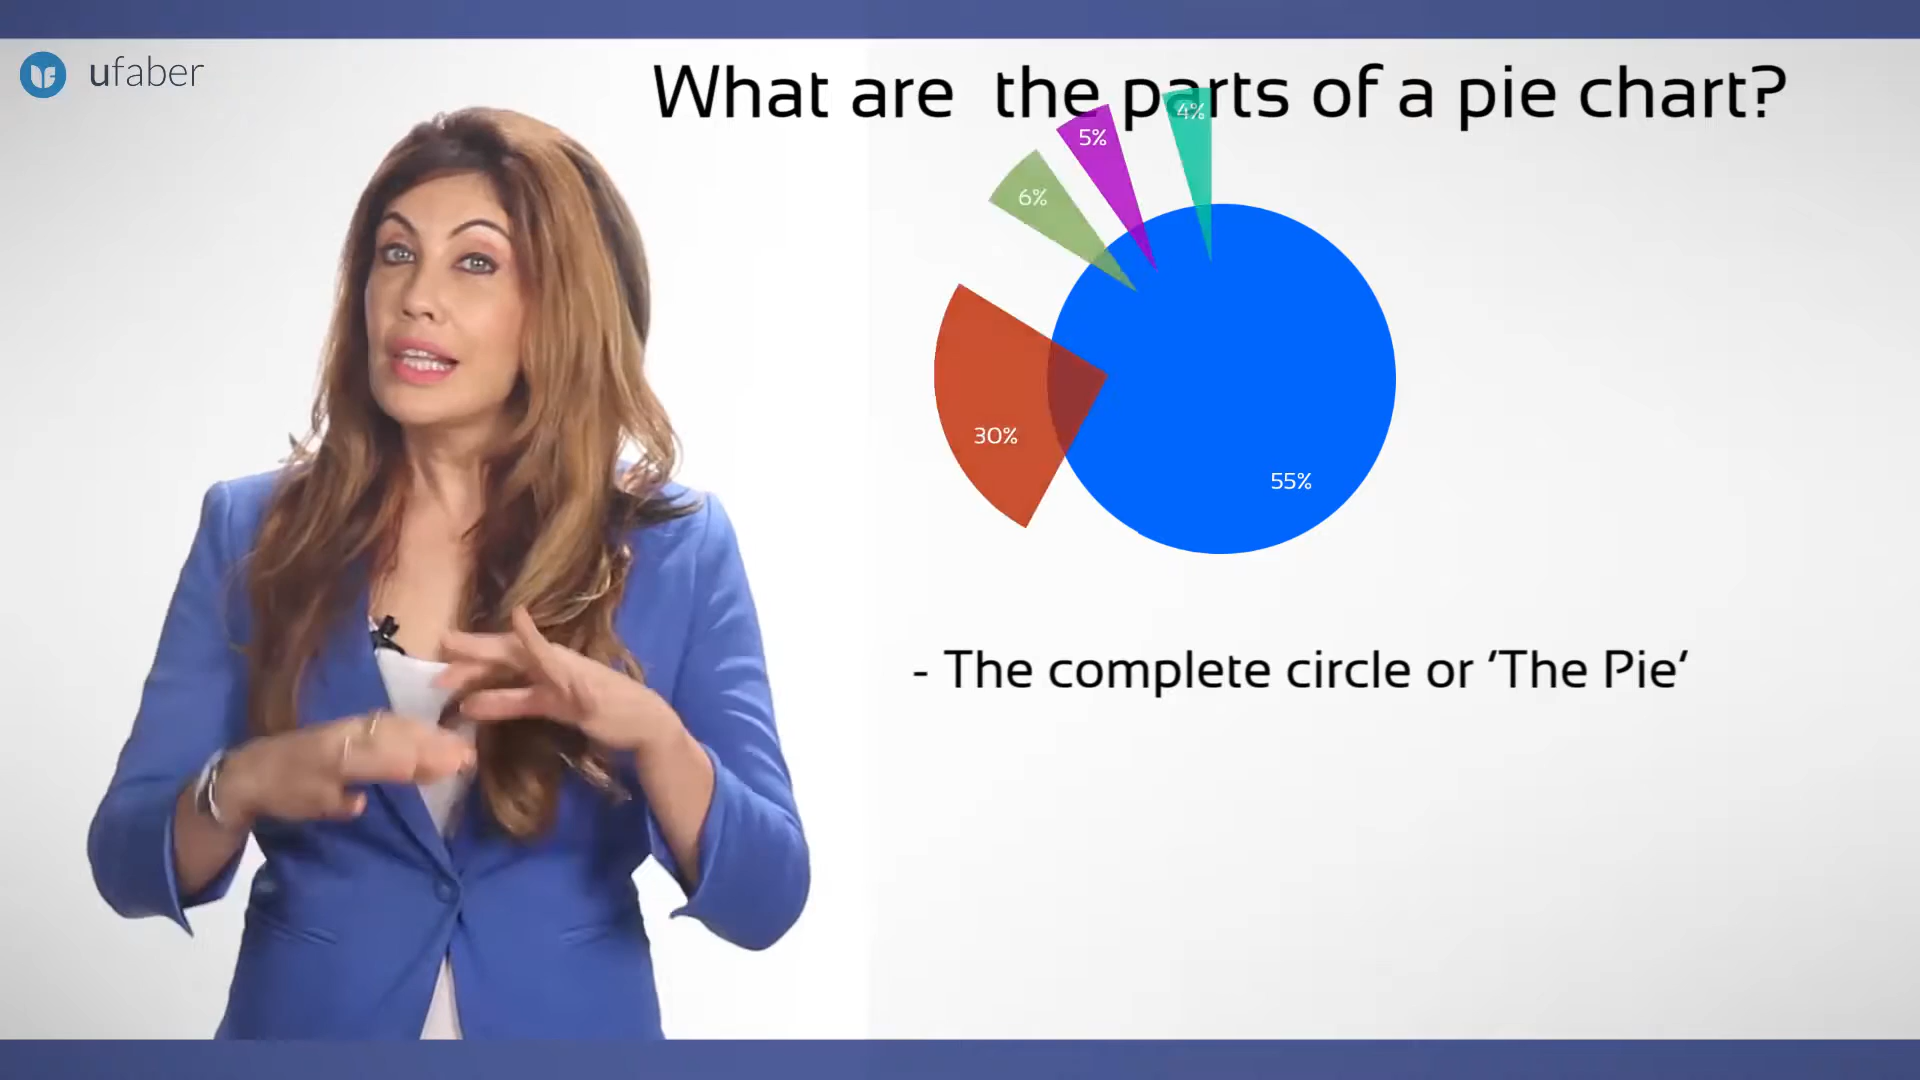 ufaber
What are the parts of a pie chart?
4%
5%
6%
30%
55%
- The complete circle or ‘The Pie’